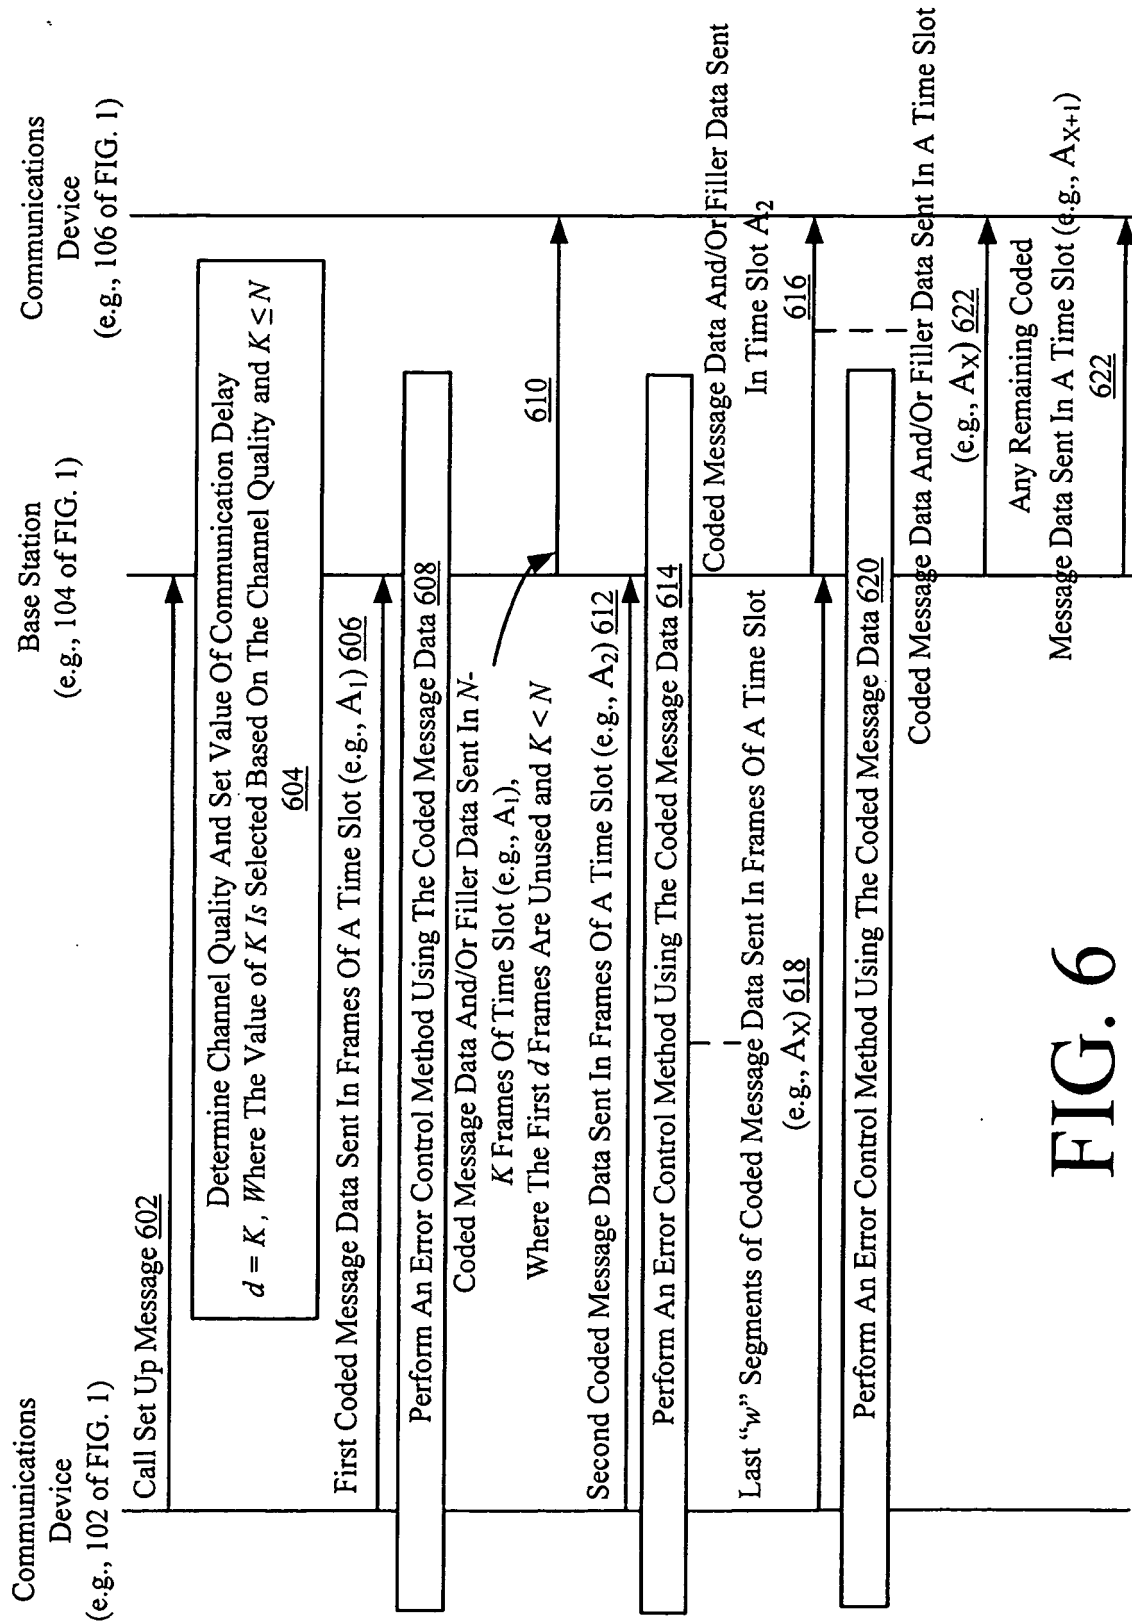 Communications
Device
(e.g., 102 of FIG. 1)
Base Station
(e.g., 104 of FIG. 1)
Communications
Device
(e.g., 106 of FIG. 1)
Call Set Up Message 602
Determine Channel Quality And Set Value Of Communication Delay
d = K, Where The Value of K Is Selected Based On The Channel Quality and K ≤ N
604
First Coded Message Data Sent In Frames Of A Time Slot (e.g., A₁) 606
Perform An Error Control Method Using The Coded Message Data 608
Coded Message Data And/Or Filler Data Sent In N-
K Frames Of Time Slot (e.g., A₁),
Where The First d Frames Are Unused and K < N
610
Second Coded Message Data Sent In Frames Of A Time Slot (e.g., A₂) 612
Perform An Error Control Method Using The Coded Message Data 614
Coded Message Data And/Or Filler Data Sent
In Time Slot A₂
616
Last “w” Segments of Coded Message Data Sent In Frames Of A Time Slot
(e.g., Aₓ) 618
Perform An Error Control Method Using The Coded Message Data 620
Coded Message Data And/Or Filler Data Sent In A Time Slot
(e.g., Aₓ) 622
Any Remaining Coded
Message Data Sent In A Time Slot (e.g., Aₓ₊₁)
622
FIG. 6